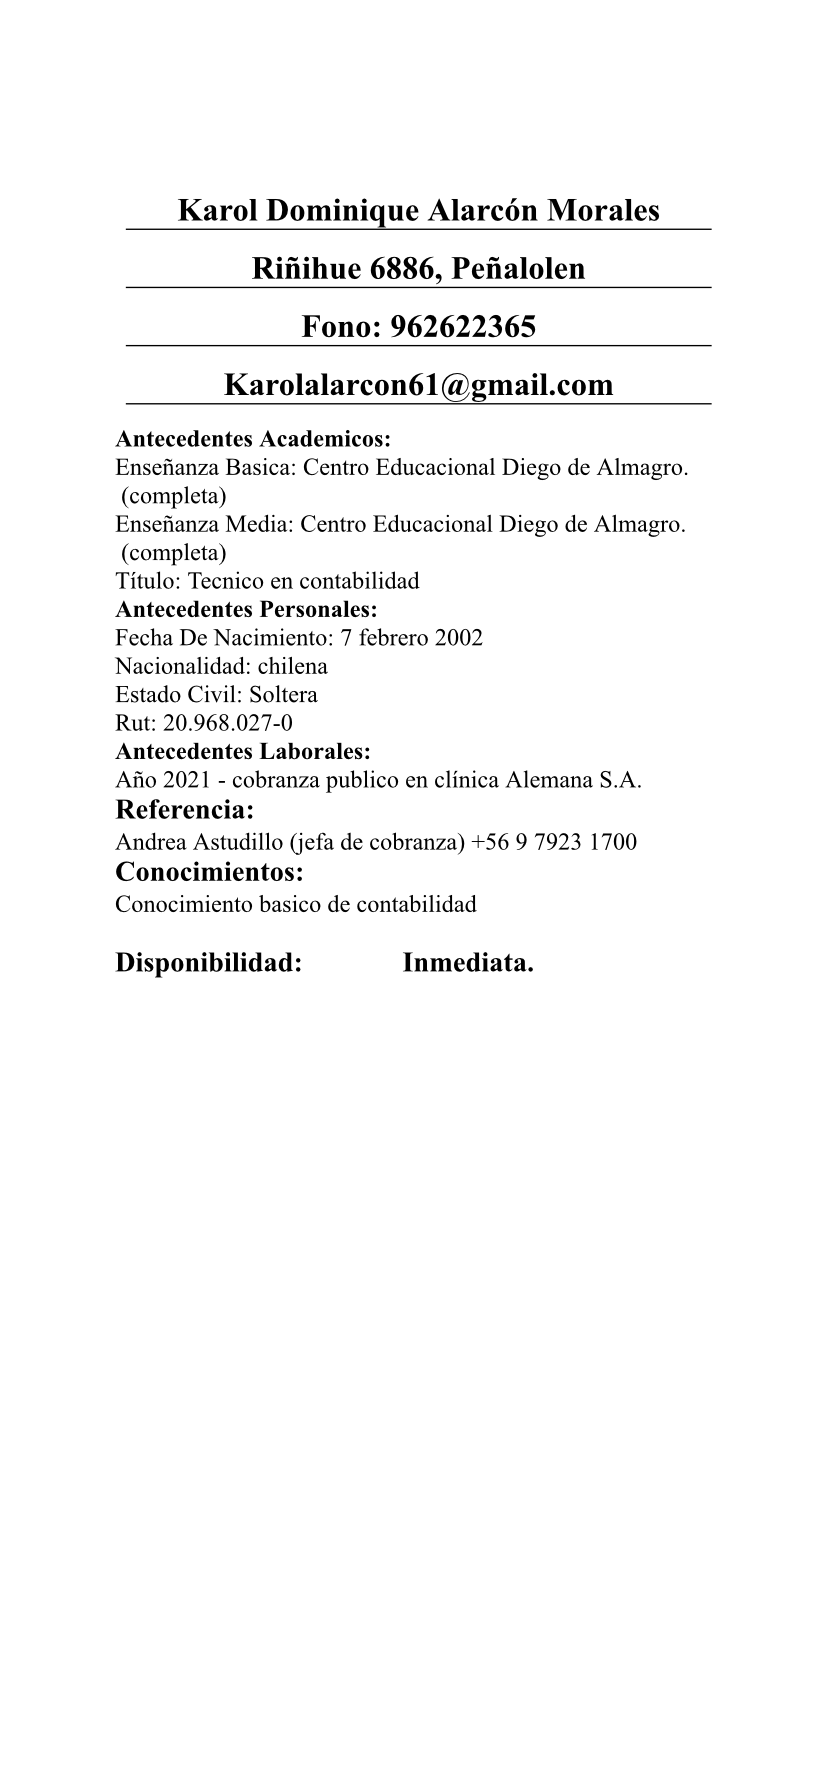 Karol Dominique Alarcón Morales
Riñihue 6886, Peñalolen
Fono: 962622365
Karolalarcon61@gmail.com
Antecedentes Academicos:
Enseñanza Basica: Centro Educacional Diego de Almagro.
(completa)
Enseñanza Media: Centro Educacional Diego de Almagro.
(completa)
Título: Tecnico en contabilidad
Antecedentes Personales:
Fecha De Nacimiento: 7 febrero 2002
Nacionalidad: chilena
Estado Civil: Soltera
Rut: 20.968.027-0
Antecedentes Laborales:
Año 2021 - cobranza publico en clínica Alemana S.A.
Referencia:
Andrea Astudillo (jefa de cobranza) +56 9 7923 1700
Conocimientos:
Conocimiento basico de contabilidad
Disponibilidad: Inmediata.